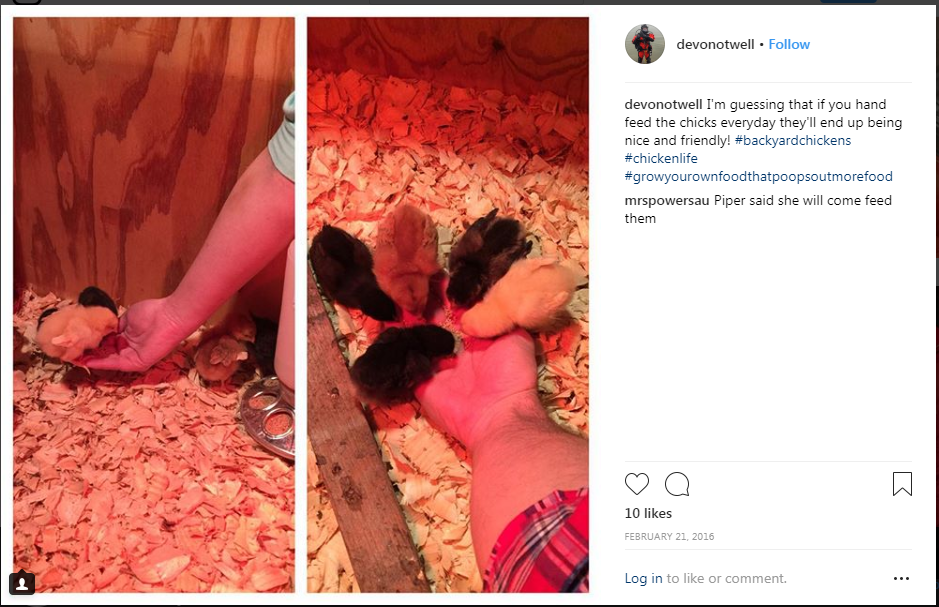 devonotwell • Follow
devonotwell I'm guessing that if you hand
feed the chicks everyday they'll end up being
nice and friendly! #backyardchickens
#chickenlife
#growyourownfoodthatpoopsoutmorefood
mrspowersau Piper said she will come feed
them
10 likes
FEBRUARY 21, 2016
Log in to like or comment.